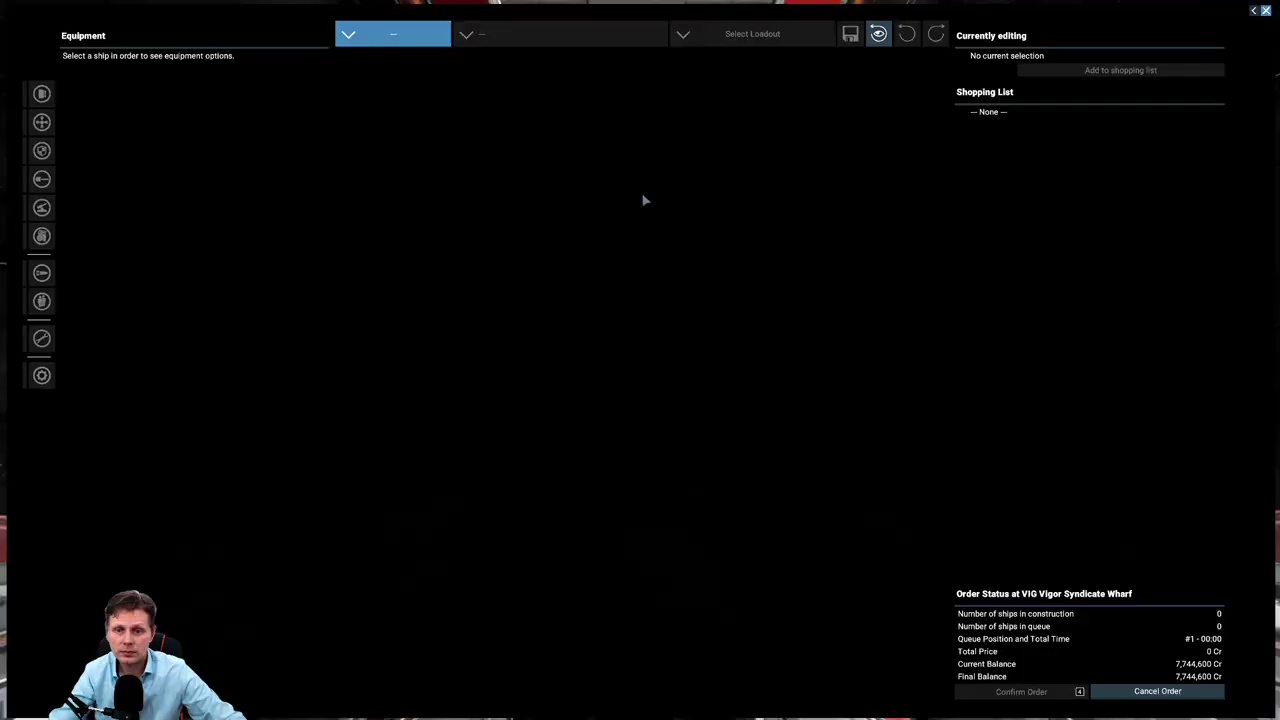 Equipment
Select a ship in order to see equipment options.
--
--
Select Loadout
Currently editing
No current selection
Add to shopping list
Shopping List
— None —
Order Status at VIG Vigor Syndicate Wharf
Number of ships in construction 0
Number of ships in queue 0
Queue Position and Total Time #1 - 00:00
Total Price 0 Cr
Current Balance 7,744,600 Cr
Final Balance 7,744,600 Cr
Confirm Order 4 Cancel Order